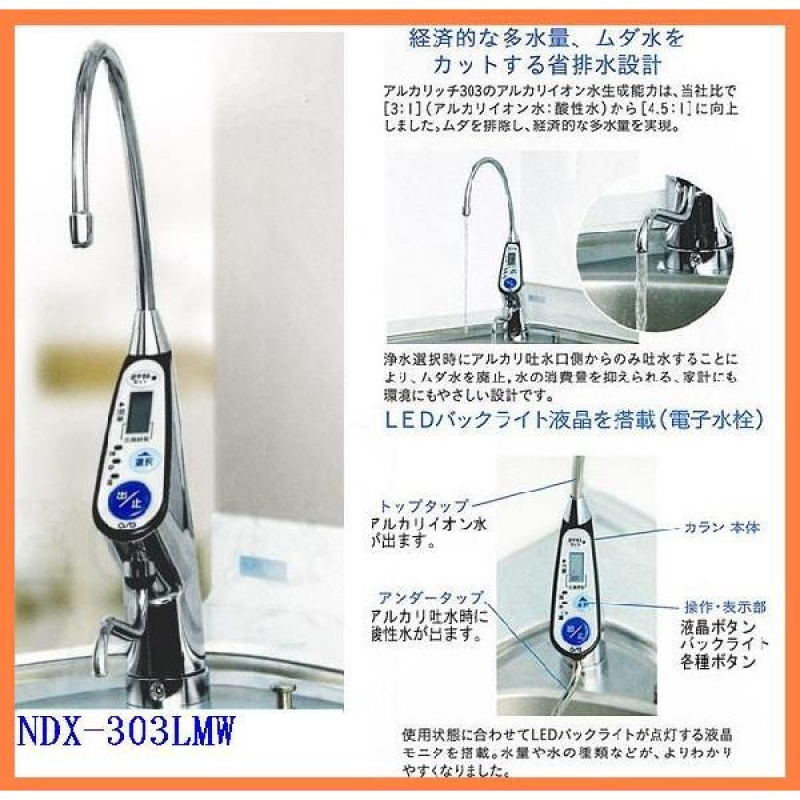 経済的な多水量、ムダ水を
カットする省排水設計
アルカリッチ303のアルカリイオン水生成能力は、当社比で
[3:1](アルカリイオン水:酸性水)から[4.5:1]に向上
しました。ムダを排除し、経済的な多水量を実現。
浄水選択時にアルカリ吐水口側からのみ吐水することに
より、ムダ水を廃止。水の消費量を抑えられる、家計にも
環境にもやさしい設計です。
LEDバックライト液晶を搭載(電子水栓)
トップタップ
アルカリイオン水
が出ます。
カラン 本体
アンダータップ
アルカリ吐水時に
酸性水が出ます。
操作・表示部
液晶ボタン
バックライト
各種ボタン
使用状態に合わせてLEDバックライトが点灯する液晶
モニタを搭載。水量や水の種類などが、よりわかり
やすくなりました。
選択
出/止
OSG
NDX-303LMW